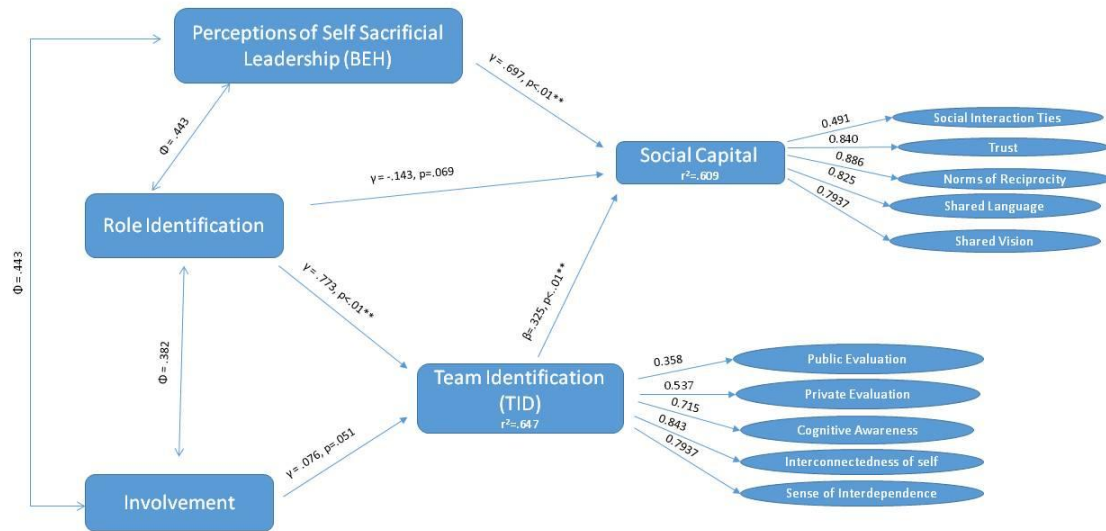 Perceptions of Self Sacrificial
Leadership (BEH)
γ = .697, p<.01**
Φ = .443
Social Capital
r²=.609
0.491
Social Interaction Ties
0.840
Trust
0.886
Norms of Reciprocity
0.825
Shared Language
0.7937
Shared Vision
γ = -.143, p=.069
Role Identification
Φ = .443
γ = .773, p<.01**
β=.325, p<..01**
Φ = .382
Team Identification
(TID)
r²=.647
0.358
Public Evaluation
0.537
Private Evaluation
0.715
Cognitive Awareness
0.843
Interconnectedness of self
0.7937
Sense of Interdependence
γ = .076, p=.051
Involvement